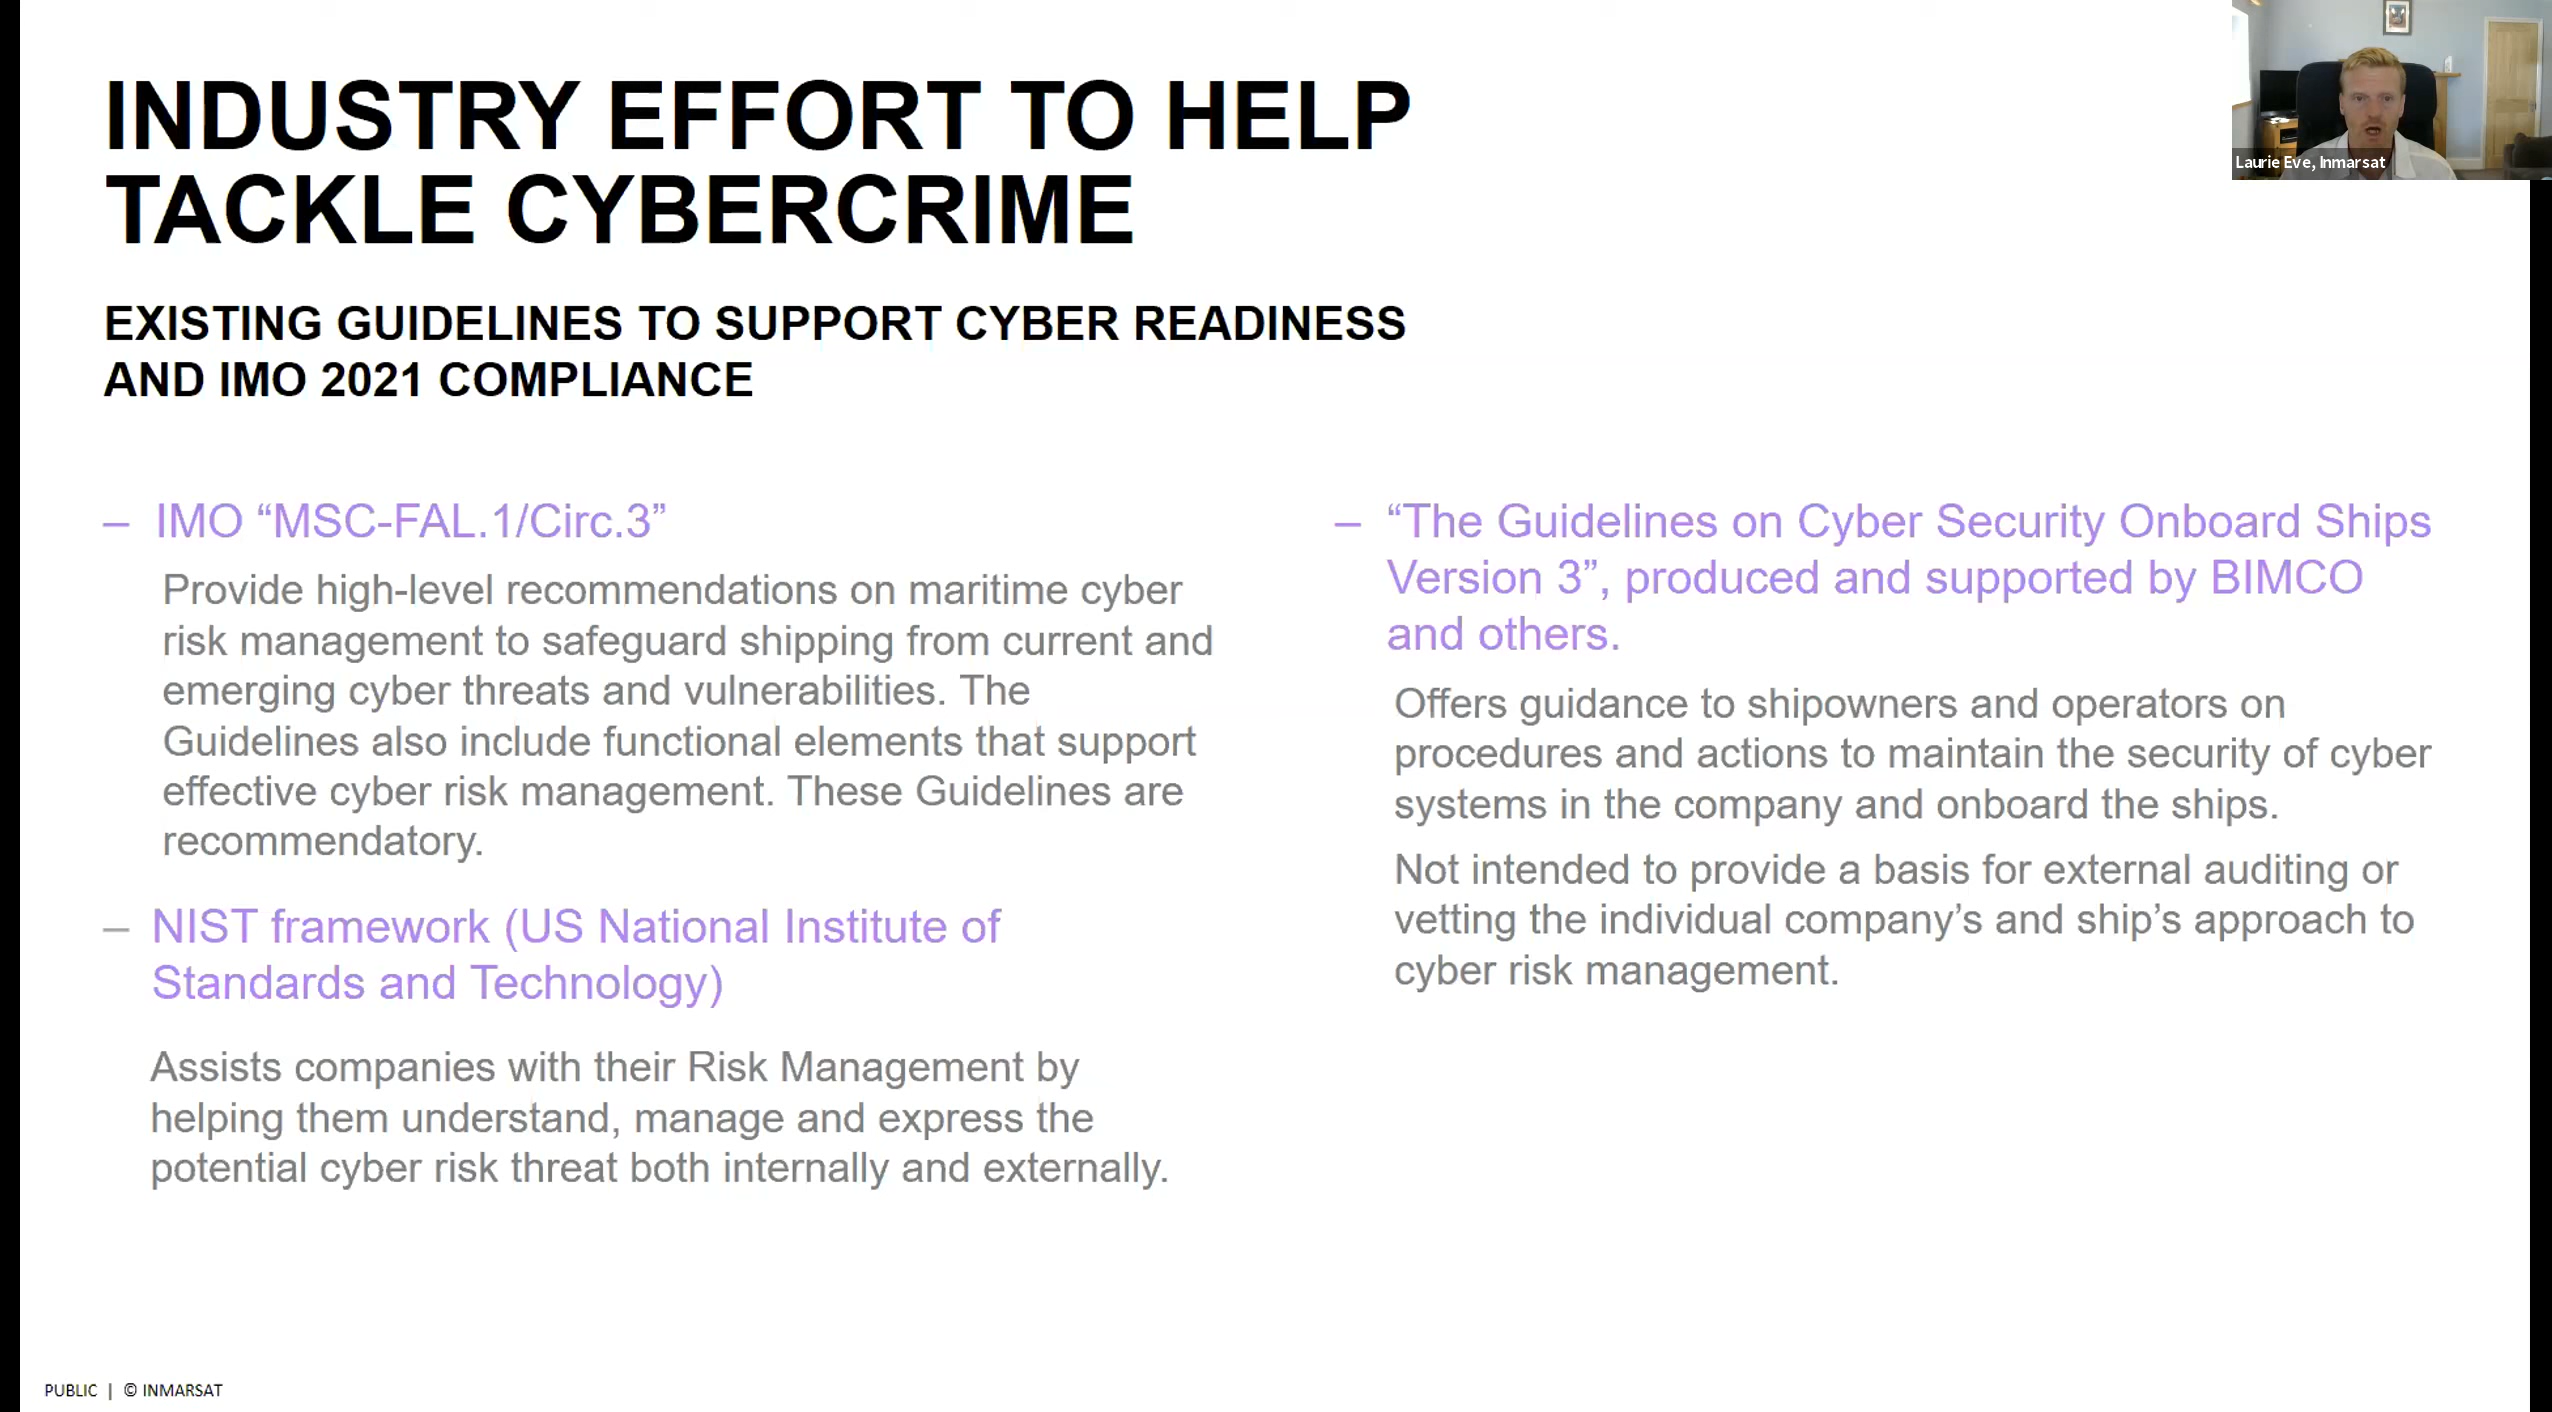 INDUSTRY EFFORT TO HELP
TACKLE CYBERCRIME
EXISTING GUIDELINES TO SUPPORT CYBER READINESS
AND IMO 2021 COMPLIANCE
– IMO “MSC-FAL.1/Circ.3”
Provide high-level recommendations on maritime cyber
risk management to safeguard shipping from current and
emerging cyber threats and vulnerabilities. The
Guidelines also include functional elements that support
effective cyber risk management. These Guidelines are
recommendatory.
– NIST framework (US National Institute of
Standards and Technology)
Assists companies with their Risk Management by
helping them understand, manage and express the
potential cyber risk threat both internally and externally.
– “The Guidelines on Cyber Security Onboard Ships
Version 3”, produced and supported by BIMCO
and others.
Offers guidance to shipowners and operators on
procedures and actions to maintain the security of cyber
systems in the company and onboard the ships.
Not intended to provide a basis for external auditing or
vetting the individual company’s and ship’s approach to
cyber risk management.
Laurie Eve, Inmarsat
PUBLIC | © INMARSAT